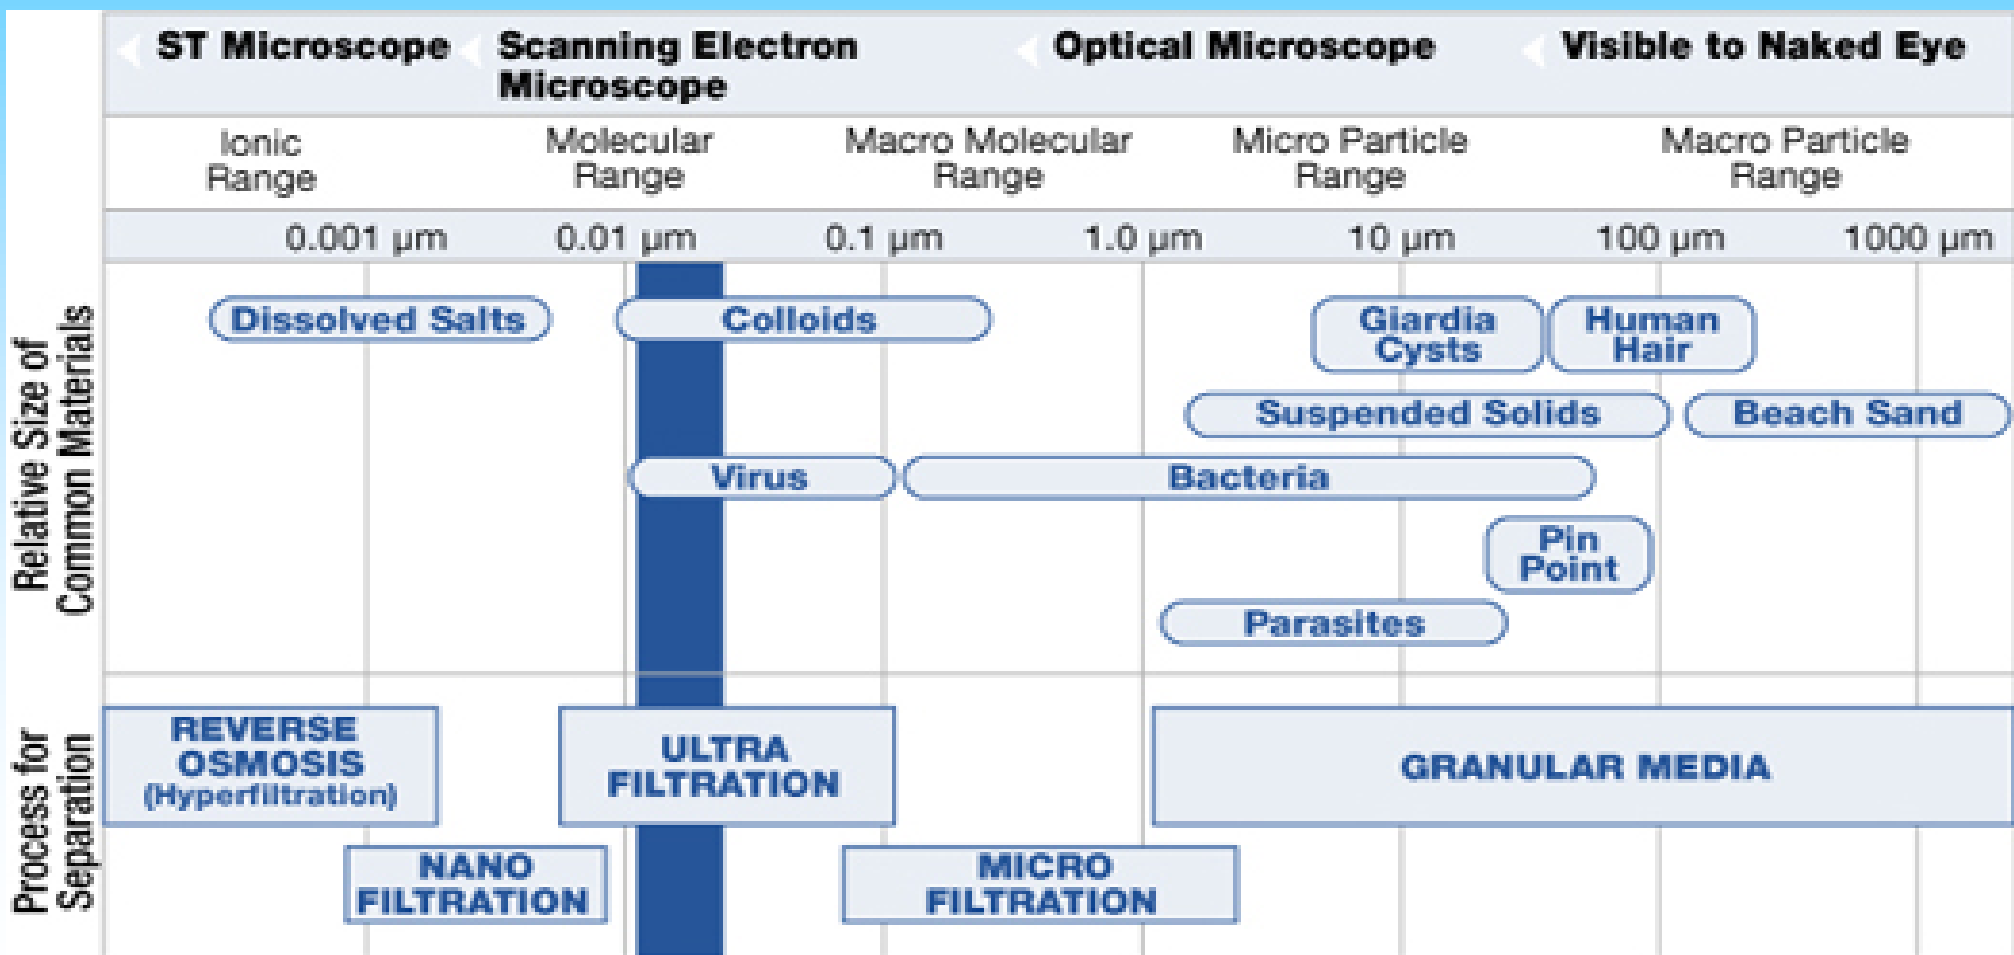 ST Microscope
Scanning Electron
Microscope
Optical Microscope
Visible to Naked Eye
Ionic
Range
Molecular
Range
Macro Molecular
Range
Micro Particle
Range
Macro Particle
Range
0.001 µm
0.01 µm
0.1 µm
1.0 µm
10 µm
100 µm
1000 µm
Relative Size of
Common Materials
Dissolved Salts
Colloids
Giardia
Cysts
Human
Hair
Suspended Solids
Beach Sand
Virus
Bacteria
Pin
Point
Parasites
Process for
Separation
REVERSE
OSMOSIS
(Hyperfiltration)
ULTRA
FILTRATION
GRANULAR MEDIA
NANO
FILTRATION
MICRO
FILTRATION